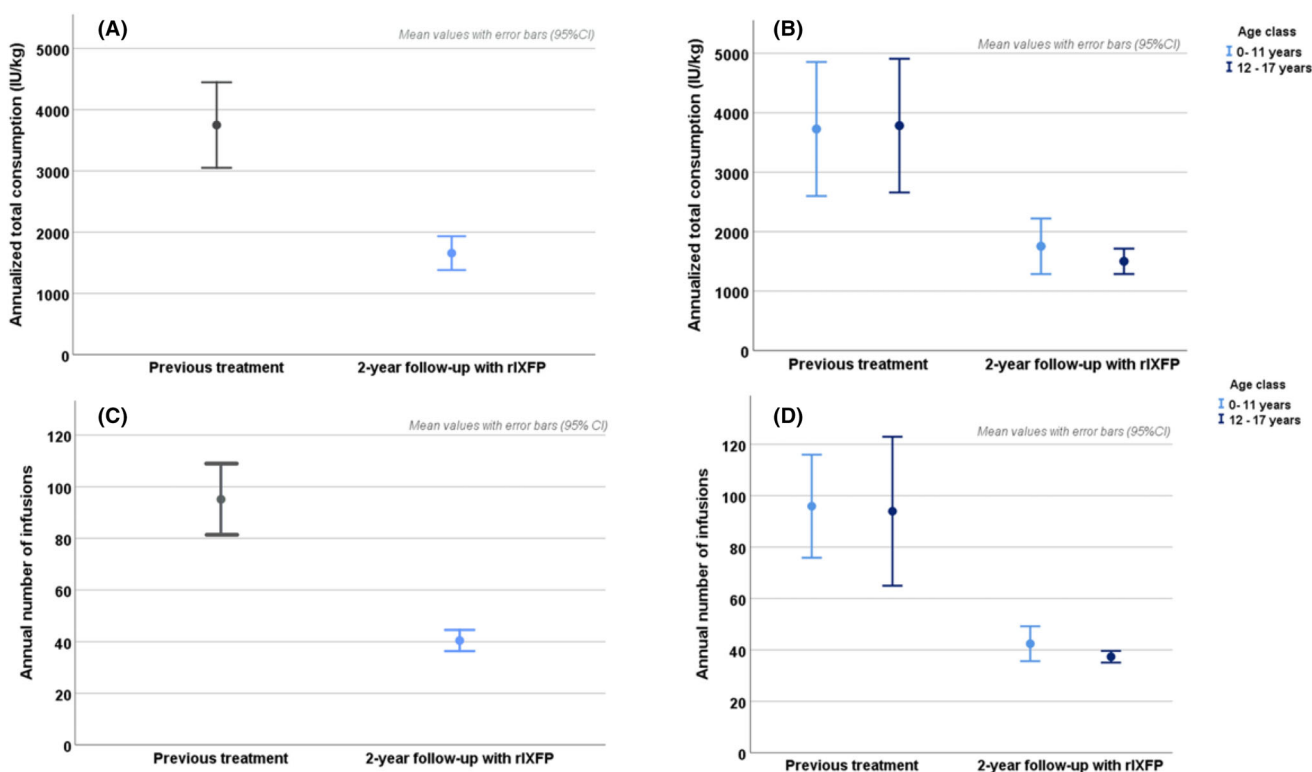 (A)
Mean values with error bars (95%CI)
Annualized total consumption (IU/kg)
5000
4000
3000
2000
1000
0
Previous treatment
2-year follow-up with rIXFP
(B)
Mean values with error bars (95%CI)
Annualized total consumption (IU/kg)
5000
4000
3000
2000
1000
0
Previous treatment
2-year follow-up with rIXFP
Age class
0- 11 years
12 - 17 years
(C)
Mean values with error bars (95% CI)
Annual number of infusions
120
100
80
60
40
20
0
Previous treatment
2-year follow-up with rIXFP
(D)
Mean values with error bars (95%CI)
Annual number of infusions
120
100
80
60
40
20
0
Previous treatment
2-year follow-up with rIXFP
Age class
0- 11 years
12 - 17 years